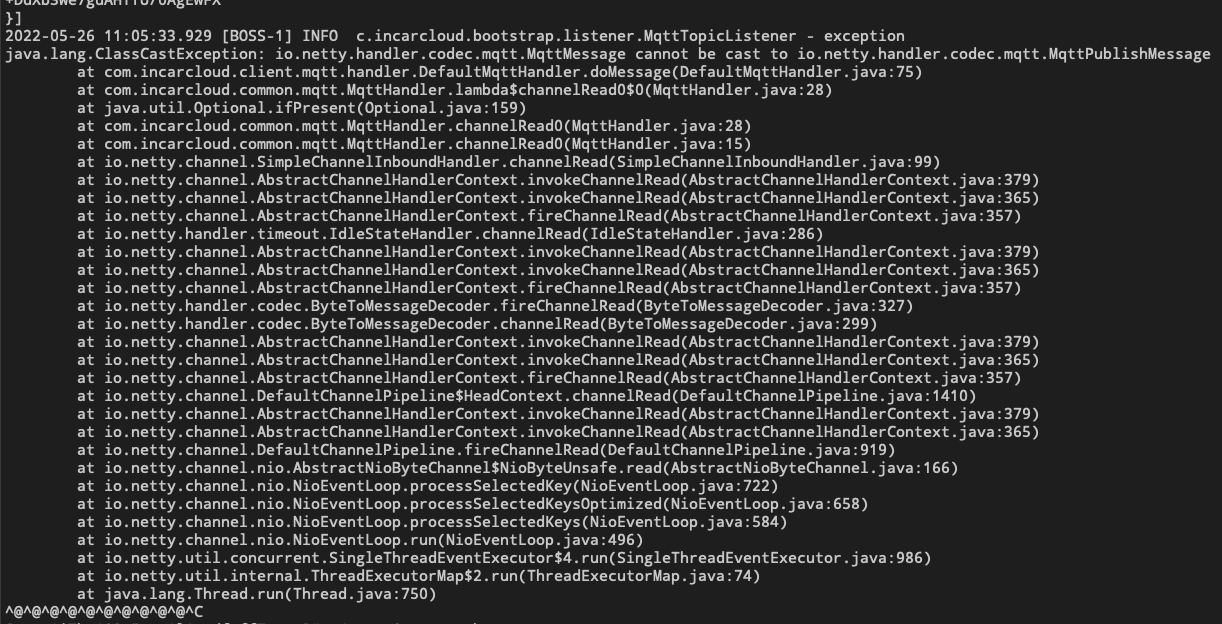 }]
2022-05-26 11:05:33.929 [BOSS-1] INFO  c.incarcloud.bootstrap.listener.MqttTopicListener - exception
java.lang.ClassCastException: io.netty.handler.codec.mqtt.MqttMessage cannot be cast to io.netty.handler.codec.mqtt.MqttPublishMessage
        at com.incarcloud.client.mqtt.handler.DefaultMqttHandler.doMessage(DefaultMqttHandler.java:75)
        at com.incarcloud.common.mqtt.MqttHandler.lambda$channelRead0$0(MqttHandler.java:28)
        at java.util.Optional.ifPresent(Optional.java:159)
        at com.incarcloud.common.mqtt.MqttHandler.channelRead0(MqttHandler.java:28)
        at com.incarcloud.common.mqtt.MqttHandler.channelRead0(MqttHandler.java:15)
        at io.netty.channel.SimpleChannelInboundHandler.channelRead(SimpleChannelInboundHandler.java:99)
        at io.netty.channel.AbstractChannelHandlerContext.invokeChannelRead(AbstractChannelHandlerContext.java:379)
        at io.netty.channel.AbstractChannelHandlerContext.invokeChannelRead(AbstractChannelHandlerContext.java:365)
        at io.netty.channel.AbstractChannelHandlerContext.fireChannelRead(AbstractChannelHandlerContext.java:357)
        at io.netty.handler.timeout.IdleStateHandler.channelRead(IdleStateHandler.java:286)
        at io.netty.channel.AbstractChannelHandlerContext.invokeChannelRead(AbstractChannelHandlerContext.java:379)
        at io.netty.channel.AbstractChannelHandlerContext.invokeChannelRead(AbstractChannelHandlerContext.java:365)
        at io.netty.channel.AbstractChannelHandlerContext.fireChannelRead(AbstractChannelHandlerContext.java:357)
        at io.netty.handler.codec.ByteToMessageDecoder.fireChannelRead(ByteToMessageDecoder.java:327)
        at io.netty.handler.codec.ByteToMessageDecoder.channelRead(ByteToMessageDecoder.java:299)
        at io.netty.channel.AbstractChannelHandlerContext.invokeChannelRead(AbstractChannelHandlerContext.java:379)
        at io.netty.channel.AbstractChannelHandlerContext.invokeChannelRead(AbstractChannelHandlerContext.java:365)
        at io.netty.channel.AbstractChannelHandlerContext.fireChannelRead(AbstractChannelHandlerContext.java:357)
        at io.netty.channel.DefaultChannelPipeline$HeadContext.channelRead(DefaultChannelPipeline.java:1410)
        at io.netty.channel.AbstractChannelHandlerContext.invokeChannelRead(AbstractChannelHandlerContext.java:379)
        at io.netty.channel.AbstractChannelHandlerContext.invokeChannelRead(AbstractChannelHandlerContext.java:365)
        at io.netty.channel.DefaultChannelPipeline.fireChannelRead(DefaultChannelPipeline.java:919)
        at io.netty.channel.nio.AbstractNioByteChannel$NioByteUnsafe.read(AbstractNioByteChannel.java:166)
        at io.netty.channel.nio.NioEventLoop.processSelectedKey(NioEventLoop.java:722)
        at io.netty.channel.nio.NioEventLoop.processSelectedKeysOptimized(NioEventLoop.java:658)
        at io.netty.channel.nio.NioEventLoop.processSelectedKeys(NioEventLoop.java:584)
        at io.netty.channel.nio.NioEventLoop.run(NioEventLoop.java:496)
        at io.netty.util.concurrent.SingleThreadEventExecutor$4.run(SingleThreadEventExecutor.java:986)
        at io.netty.util.internal.ThreadExecutorMap$2.run(ThreadExecutorMap.java:74)
        at java.lang.Thread.run(Thread.java:750)
^@^@^@^@^@^@^@^@^@^@^C